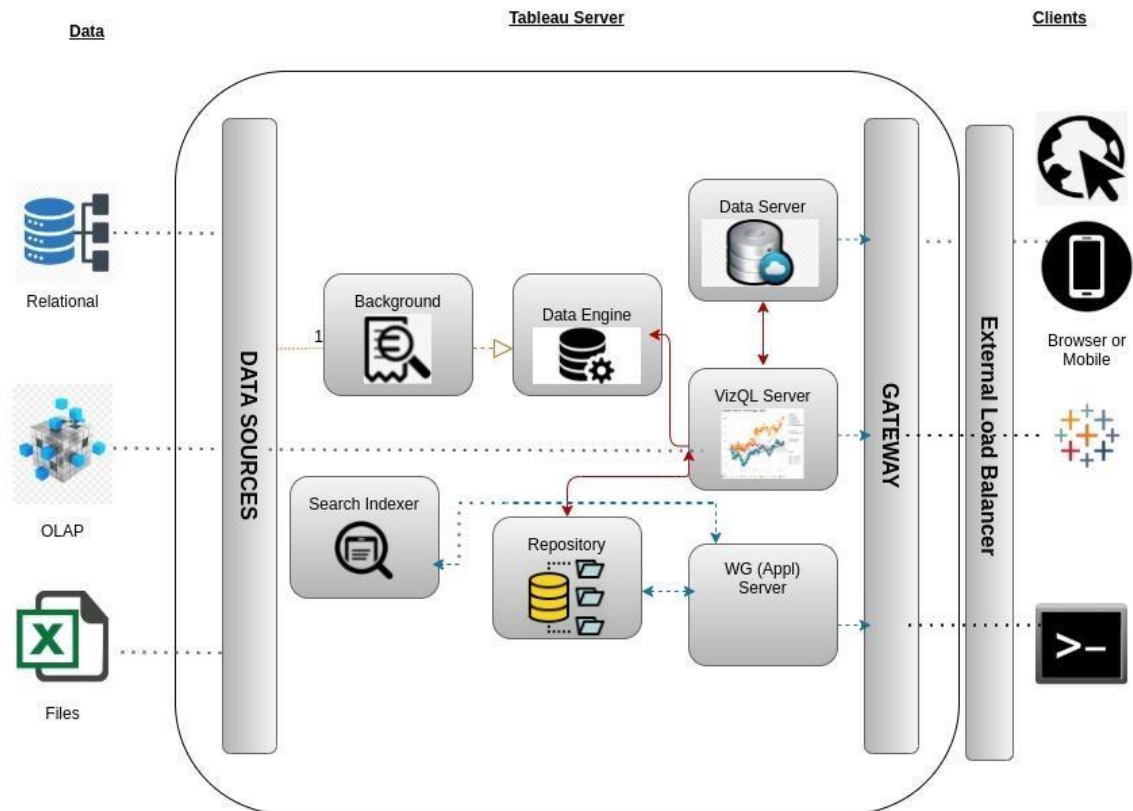 Tableau Server
Clients
Data
Data Server
Relational
Background
Data Engine
1
Browser or
Mobile
DATA SOURCES
VizQL Server
GATEWAY
External Load Balancer
OLAP
Search Indexer
Repository
WG (Appl)
Server
X
>_
Files